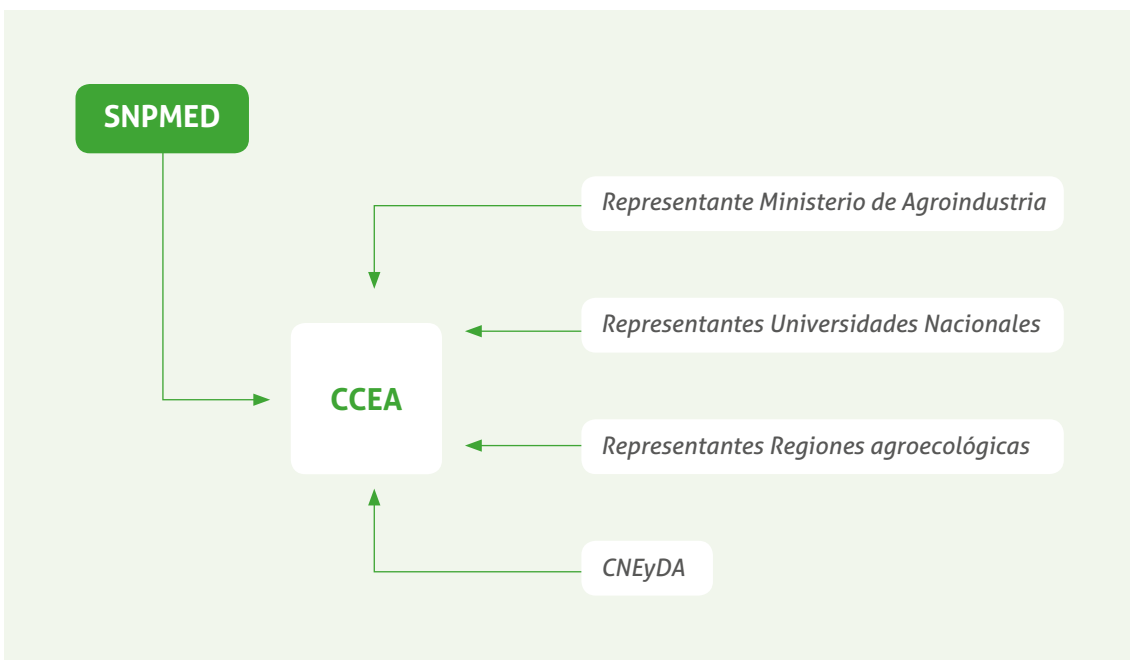 SNPMED
Representante Ministerio de Agroindustria
Representantes Universidades Nacionales
CCEA
Representantes Regiones agroecológicas
CNEyDA